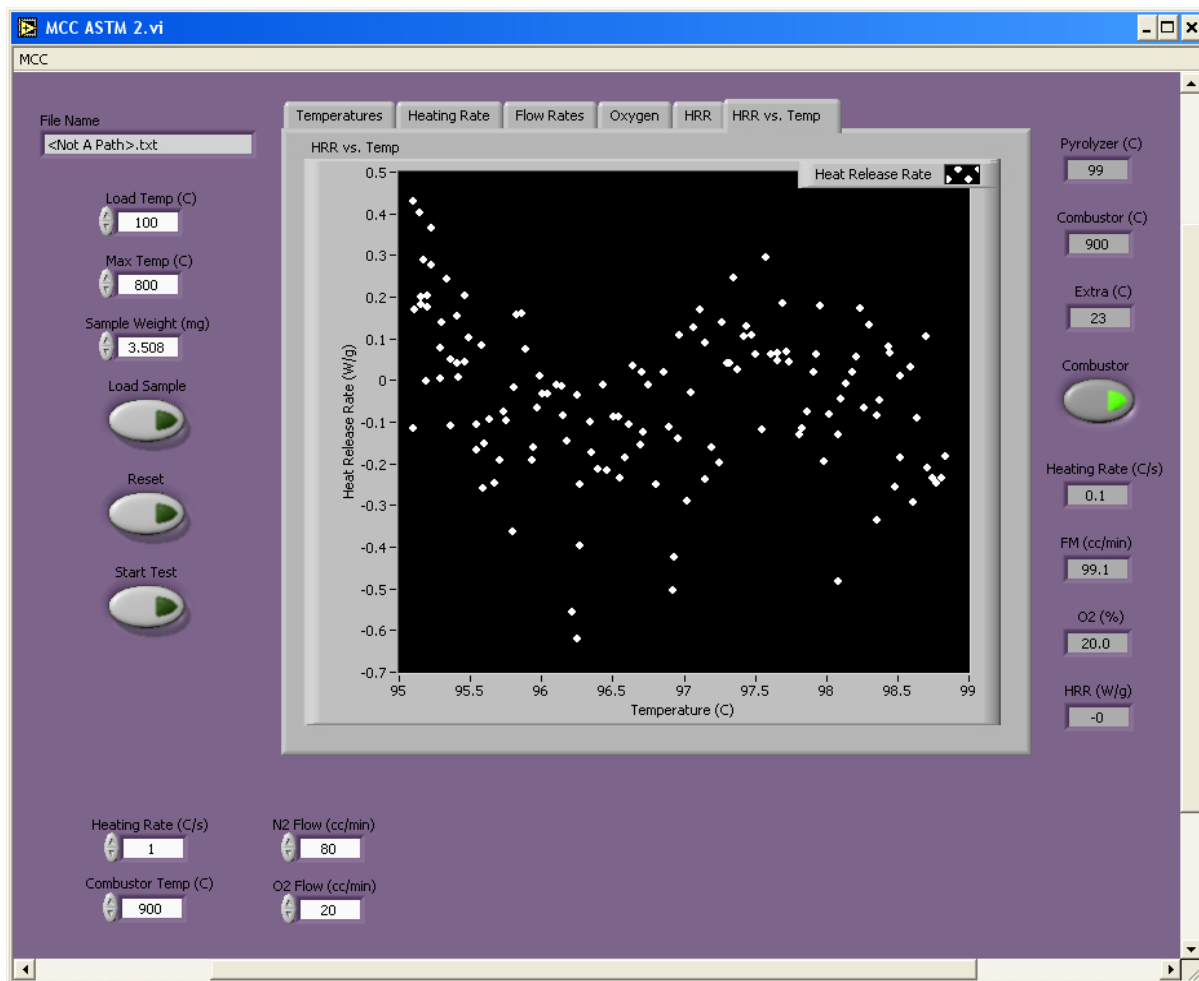 MCC ASTM 2.vi
MCC
File Name
<Not A Path>.txt
Load Temp (C)
100
Max Temp (C)
800
Sample Weight (mg)
3.508
Load Sample
Reset
Start Test
Temperatures Heating Rate Flow Rates Oxygen HRR HRR vs. Temp
HRR vs. Temp
Heat Release Rate
Heat Release Rate (W/g)
0.5
0.4
0.3
0.2
0.1
0
-0.1
-0.2
-0.3
-0.4
-0.5
-0.6
-0.7
95 95.5 96 96.5 97 97.5 98 98.5 99
Temperature (C)
Pyrolyzer (C)
99
Combustor (C)
900
Extra (C)
23
Combustor
Heating Rate (C/s)
0.1
FM (cc/min)
99.1
O2 (%)
20.0
HRR (W/g)
-0
Heating Rate (C/s)
1
N2 Flow (cc/min)
80
Combustor Temp (C)
900
O2 Flow (cc/min)
20